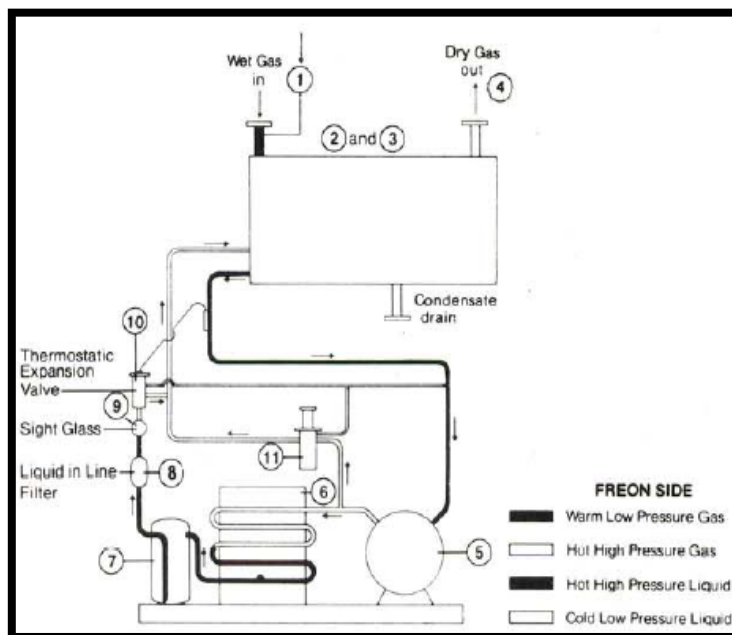 Wet Gas
in
1
Dry Gas
out
4
2 and 3
Condensate
drain
10
Thermostatic
Expansion
Valve
9
Sight Glass
Liquid in Line
Filter
8
11
6
7
5
FREON SIDE
Warm Low Pressure Gas
Hot High Pressure Gas
Hot High Pressure Liquid
Cold Low Pressure Liquid